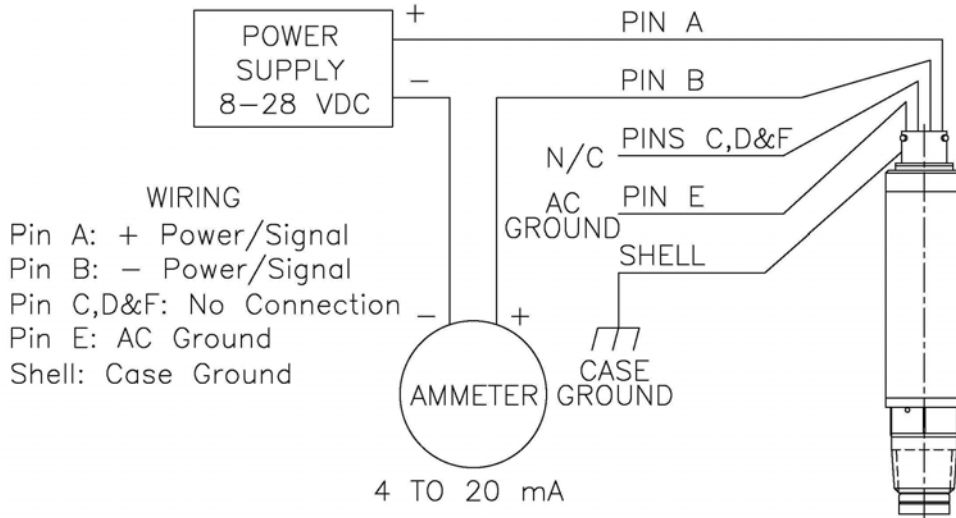 POWER
SUPPLY
8-28 VDC
+
−
PIN A
PIN B
PINS C,D&F
N/C
PIN E
AC
GROUND
SHELL
CASE
GROUND
WIRING
Pin A: + Power/Signal
Pin B: − Power/Signal
Pin C,D&F: No Connection
Pin E: AC Ground
Shell: Case Ground
−
+
AMMETER
4 TO 20 mA